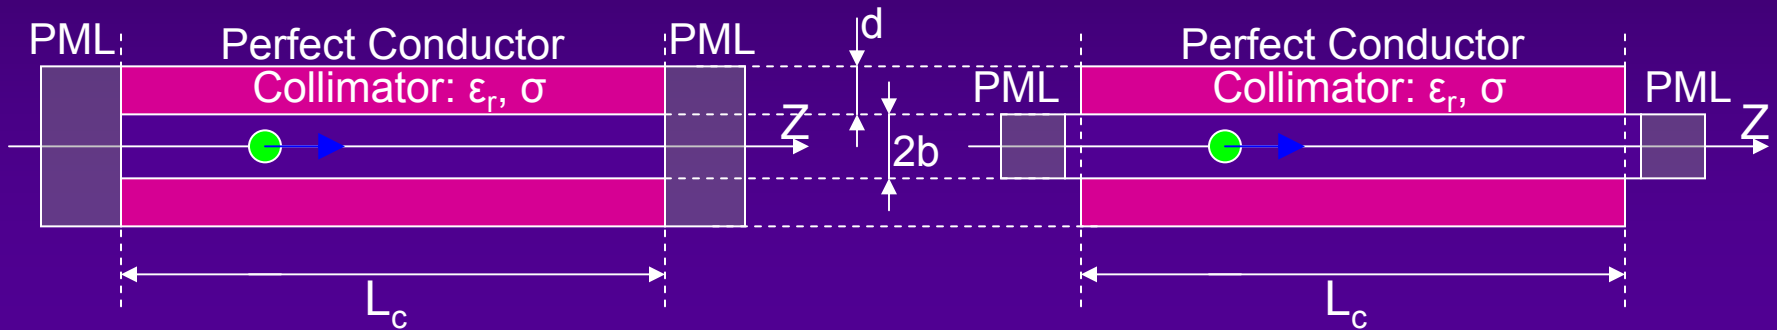 PML Perfect Conductor PML
Collimator: εr, σ
Z
Lc
d
2b
Perfect Conductor
PML Collimator: εr, σ PML
Z
Lc